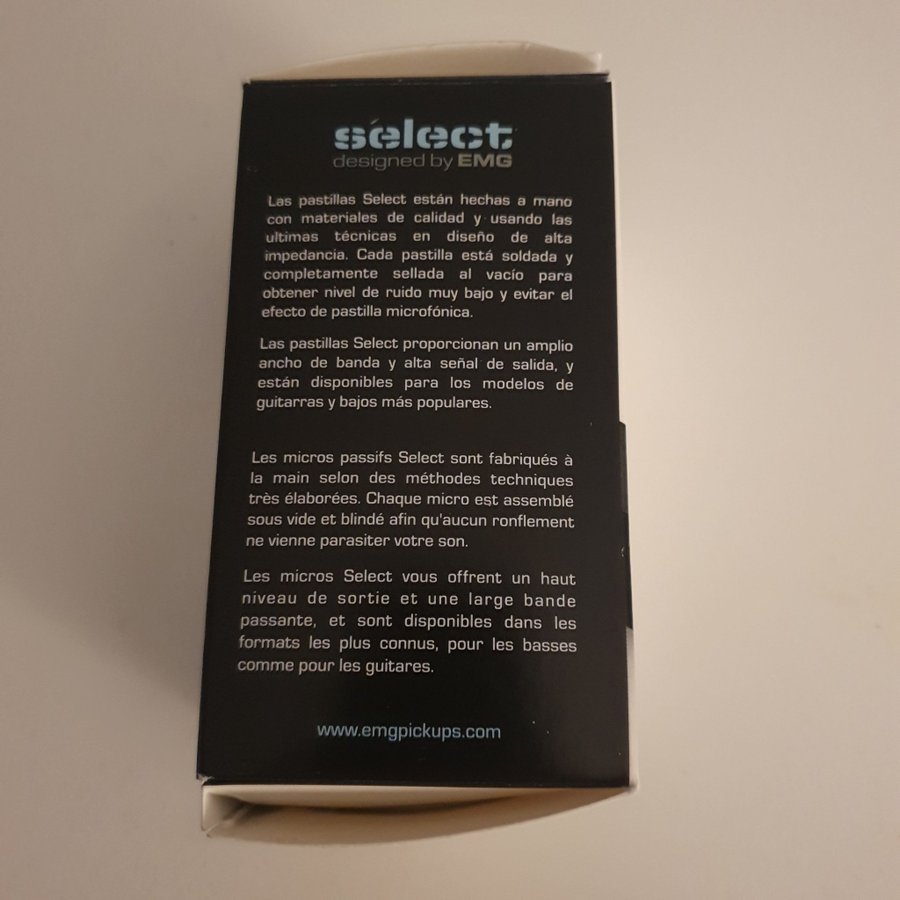 select
designed by EMG
Las pastillas Select están hechas a mano
con materiales de calidad y usando las
ultimas técnicas en diseño de alta
impedancia. Cada pastilla está soldada y
completamente sellada al vacío para
obtener nivel de ruido muy bajo y evitar el
efecto de pastilla microfónica.
Las pastillas Select proporcionan un amplio
ancho de banda y alta señal de salida, y
están disponibles para los modelos de
guitarras y bajos más populares.
Les micros passifs Select sont fabriqués à
la main selon des méthodes techniques
très élaborées. Chaque micro est assemblé
sous vide et blindé afin qu'aucun ronflement
ne vienne parasiter votre son.
Les micros Select vous offrent un haut
niveau de sortie et une large bande
passante, et sont disponibles dans les
formats les plus connus, pour les basses
comme pour les guitares.
www.emgpickups.com